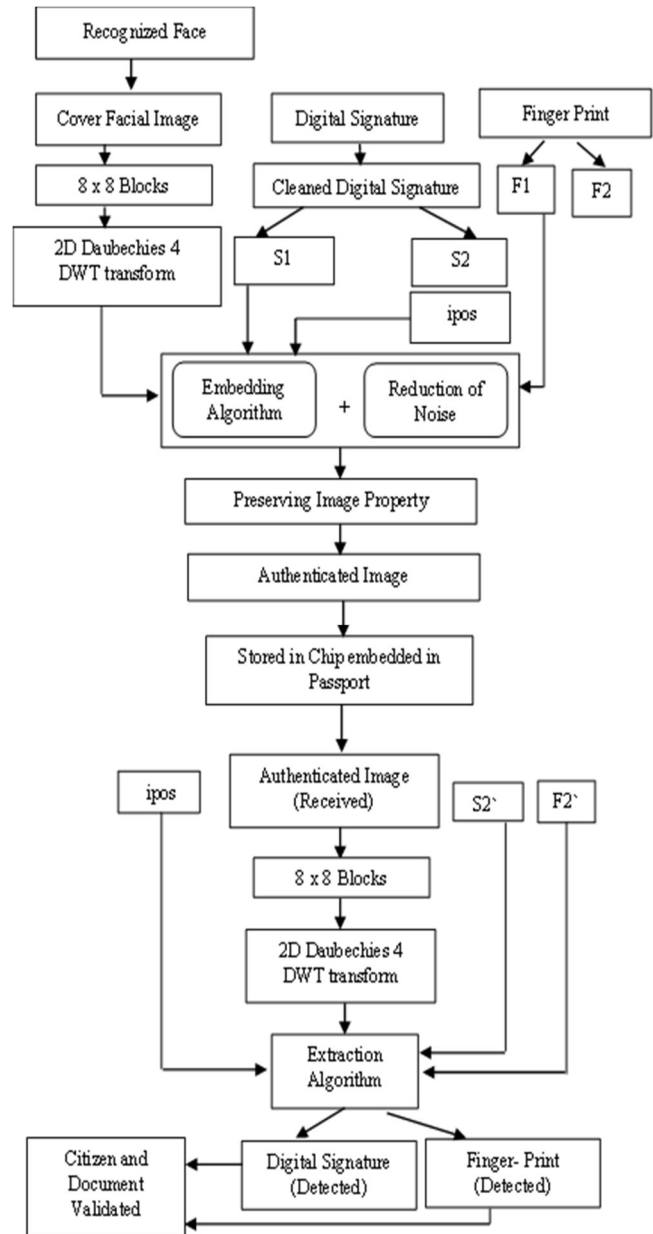 Recognized Face
Cover Facial Image
Digital Signature
Finger Print
8 x 8 Blocks
Cleaned Digital Signature
F1
F2
2D Daubechies 4
DWT transform
S1
S2
ipos
Embedding
Algorithm
+
Reduction of
Noise
Preserving Image Property
Authenticated Image
Stored in Chip embedded in
Passport
ipos
Authenticated Image
(Received)
S2`
F2`
8 x 8 Blocks
2D Daubechies 4
DWT transform
Extraction
Algorithm
Citizen and
Document
Validated
Digital Signature
(Detected)
Finger- Print
(Detected)